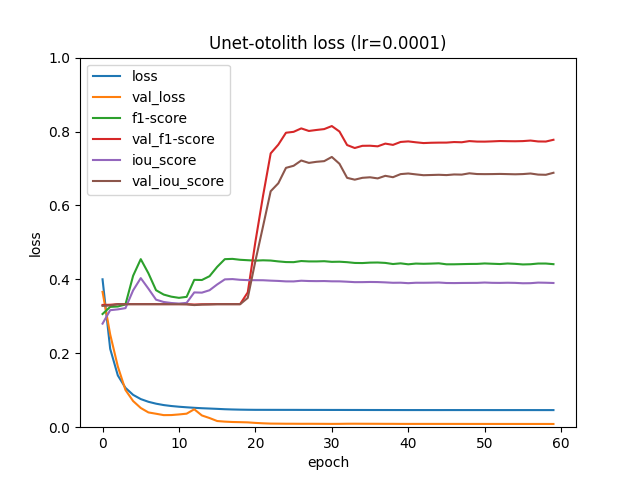 Unet-otolith loss (lr=0.0001)
1.0
0.8
0.6
0.4
0.2
0.0
loss
loss
val_loss
f1-score
val_f1-score
iou_score
val_iou_score
0 10 20 30 40 50 60
epoch